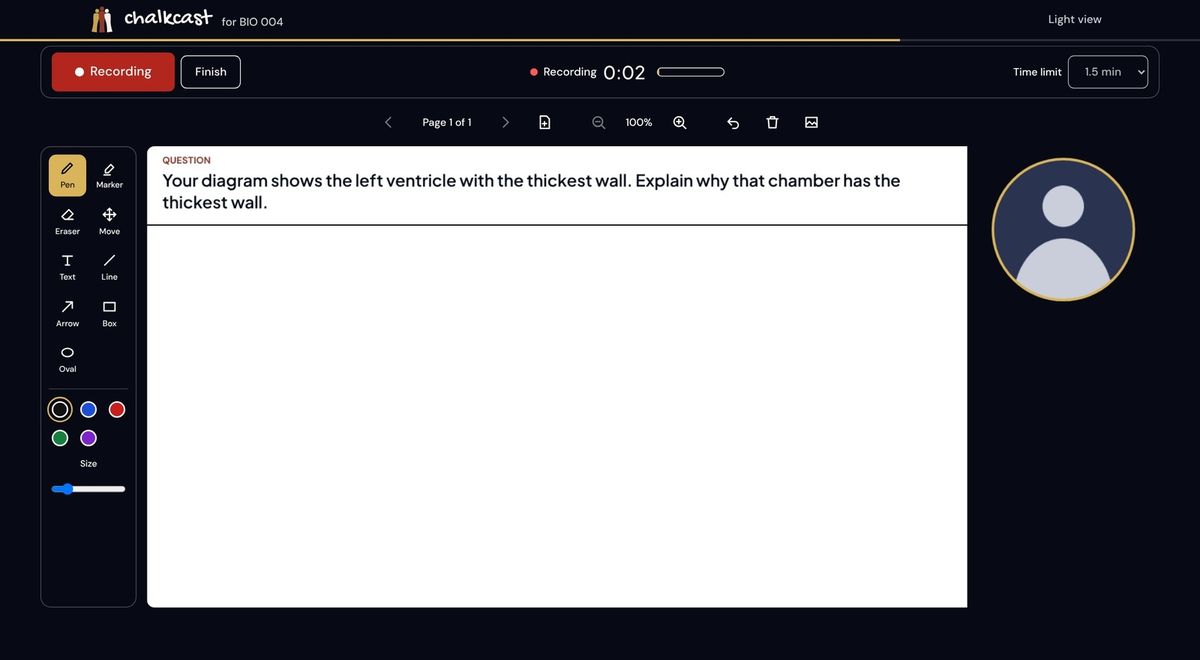 chalkcast for BIO 004
Light view
Recording
Finish
Recording 0:02
Time limit 1.5 min
Page 1 of 1
100%
Pen
Marker
Eraser
Move
Text
Line
Arrow
Box
Oval
Size
QUESTION
Your diagram shows the left ventricle with the thickest wall. Explain why that chamber has the
thickest wall.